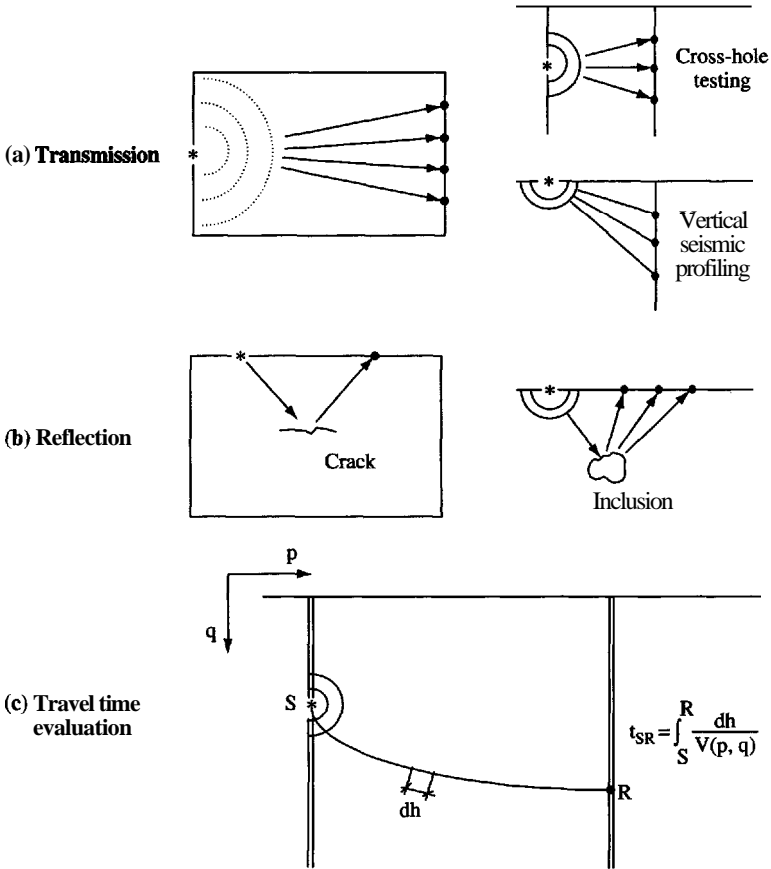 Cross-hole
testing
(a) Transmission
Vertical
seismic
profiling
(b) Reflection
Crack
Inclusion
p
q
(c) Travel time
evaluation
S
t_SR = ∫_S^R dh / V(p, q)
R
dh